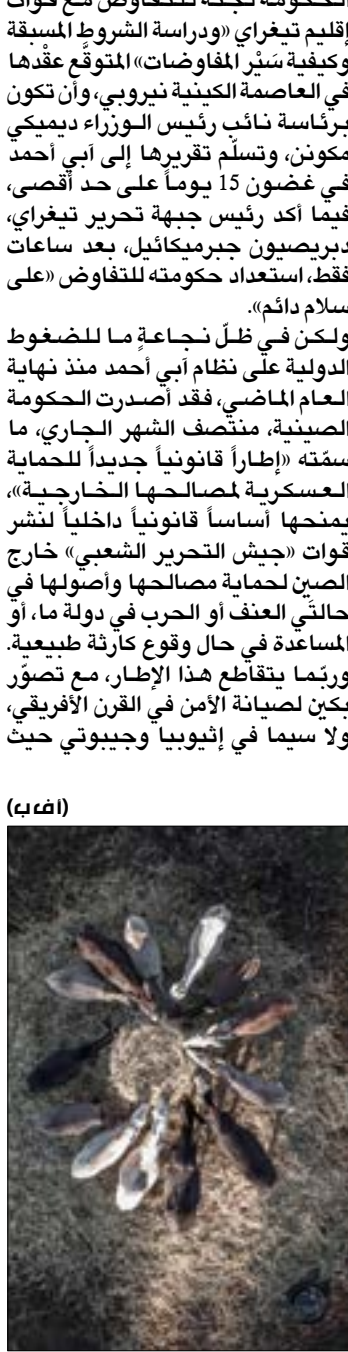 الحكومة لجنة للتفاوض مع قوات
إقليم تيغراي «ودراسة الشروط المسبقة
وكيفية سَيْر المفاوضات» المتوقَّع عقْدها
في العاصمة الكينية نيروبي، وأن تكون
برئاسة نائب رئيس الوزراء ديميكي
مكونن، وتسلّم تقريرها إلى آبي أحمد
في غضون 15 يوماً على حد أقصى،
فيما أكد رئيس جبهة تحرير تيغراي،
دبريصيون جبرميكائيل، بعد ساعات
فقط، استعداد حكومته للتفاوض «على
سلام دائم».
ولكن في ظلّ نجاعةٍ ما للضغوط
الدولية على نظام آبي أحمد منذ نهاية
العام الماضي، فقد أصدرت الحكومة
الصينية، منتصف الشهر الجاري، ما
سمّته «إطاراً قانونياً جديداً للحماية
العسكرية لمصالحها الخارجية»،
يمنحها أساساً قانونياً داخلياً لنشر
قوات «جيش التحرير الشعبي» خارج
الصين لحماية مصالحها وأصولها في
حالتَي العنف أو الحرب في دولة ما، أو
المساعدة في حال وقوع كارثة طبيعية.
وربّما يتقاطع هذا الإطار، مع تصوّر
بكين لصيانة الأمن في القرن الأفريقي،
ولا سيما في إثيوبيا وجيبوتي حيث
(أ ف ب)